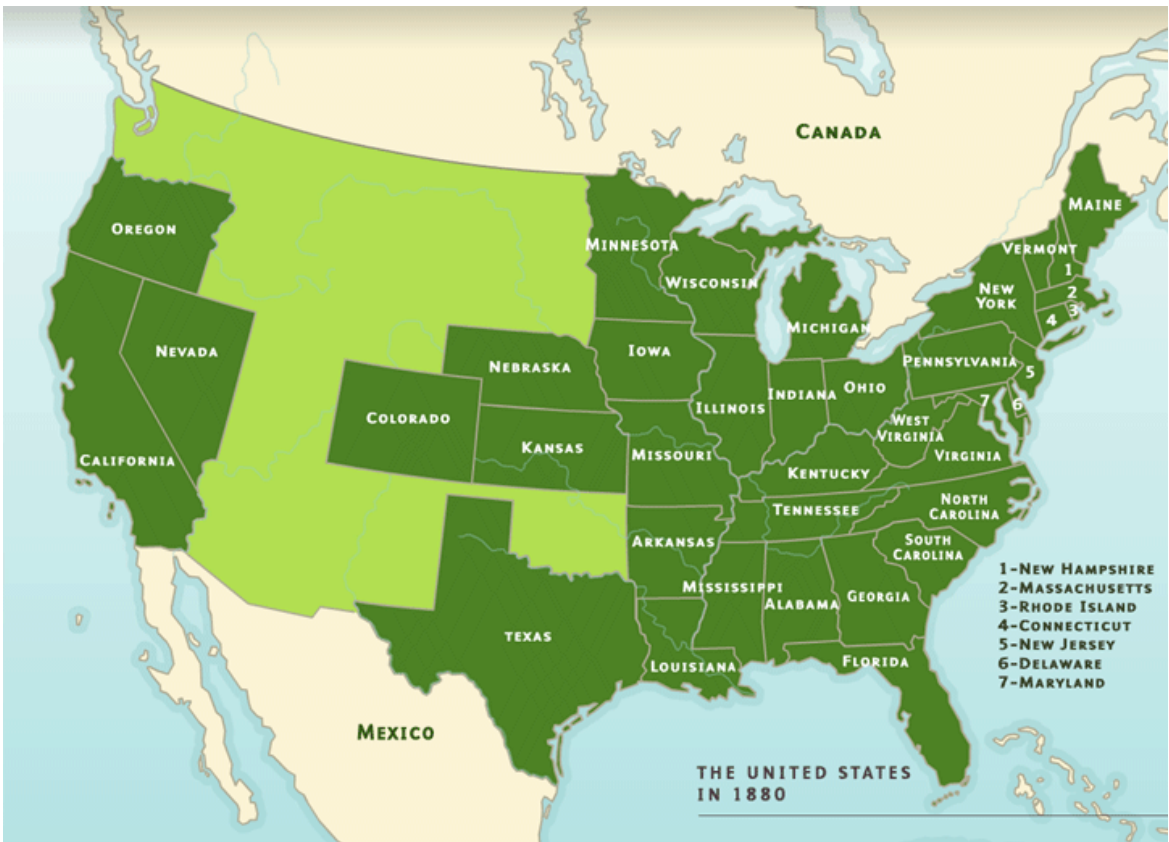 CANADA
MAINE
OREGON
MINNESOTA
VERMONT
1
WISCONSIN
NEW
YORK
2
3
4
MICHIGAN
NEVADA
IOWA
NEBRASKA
PENNSYLVANIA
5
OHIO
INDIANA
7
6
ILLINOIS
COLORADO
WEST
VIRGINIA
KANSAS
MISSOURI
VIRGINIA
CALIFORNIA
KENTUCKY
NORTH
CAROLINA
TENNESSEE
ARKANSAS
SOUTH
CAROLINA
MISSISSIPPI
ALABAMA
GEORGIA
TEXAS
LOUISIANA
FLORIDA
1-NEW HAMPSHIRE
2-MASSACHUSETTS
3-RHODE ISLAND
4-CONNECTICUT
5-NEW JERSEY
6-DELAWARE
7-MARYLAND
MEXICO
THE UNITED STATES
IN 1880